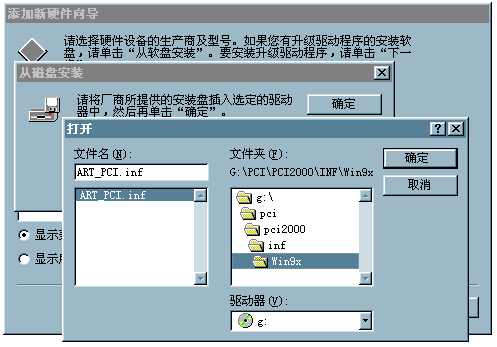 添加新硬件向导
请选择硬件设备的生产商及型号。如果您有升级驱动程序的安装软
盘,请单击“从软盘安装”。要安装升级驱动程序,请单击“下一
从磁盘安装
请将厂商所提供的安装盘插入选定的驱动
器中,然后再单击“确定”。
确定
打开
文件名(N):
ART_PCI.inf
ART_PCI.inf
文件夹(F):
G:\PCI\PCI2000\INF\Win9x
g:\
pci
pci2000
inf
Win9x
驱动器(V):
g:
确定
取消
显示
显示